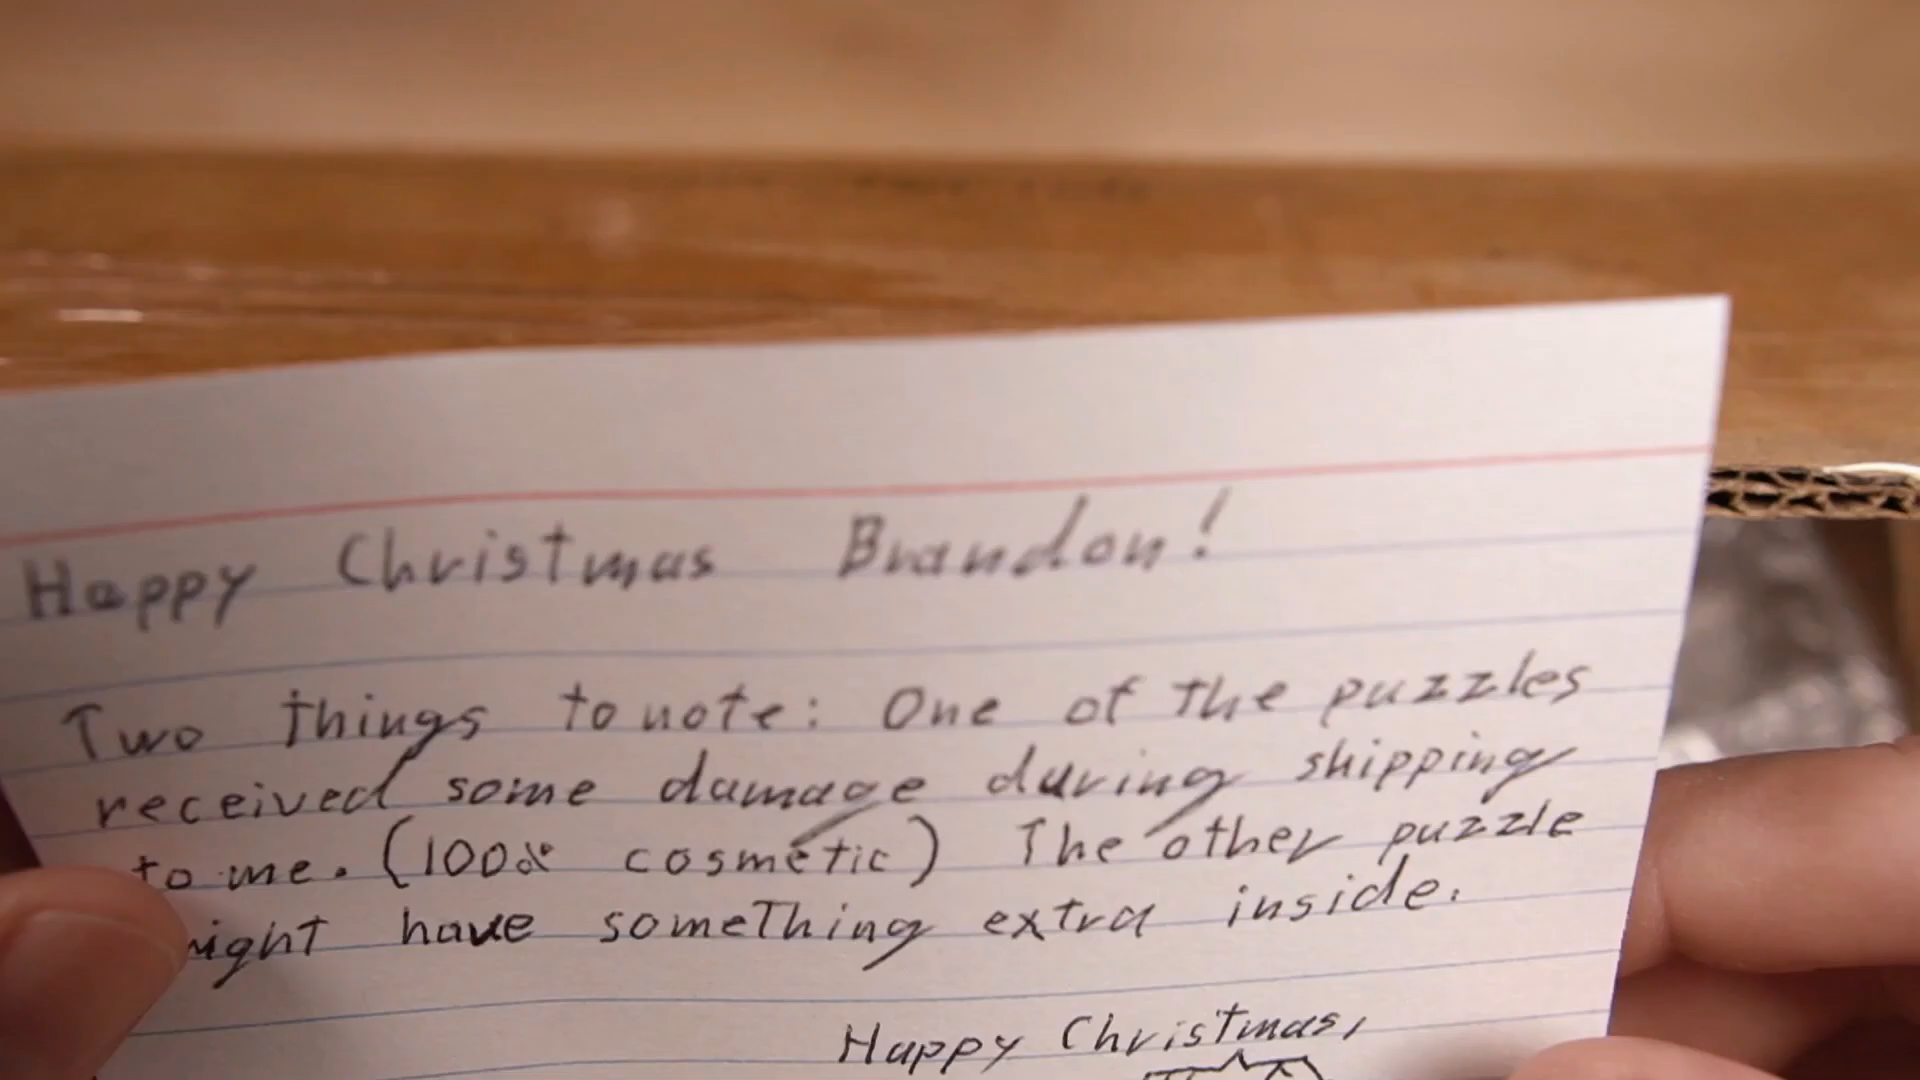 Happy Christmas Brandon!
Two things to note: One of the puzzles
received some damage during shipping
to me. (100% cosmetic) The other puzzle
might have something extra inside.
Happy Christmas,